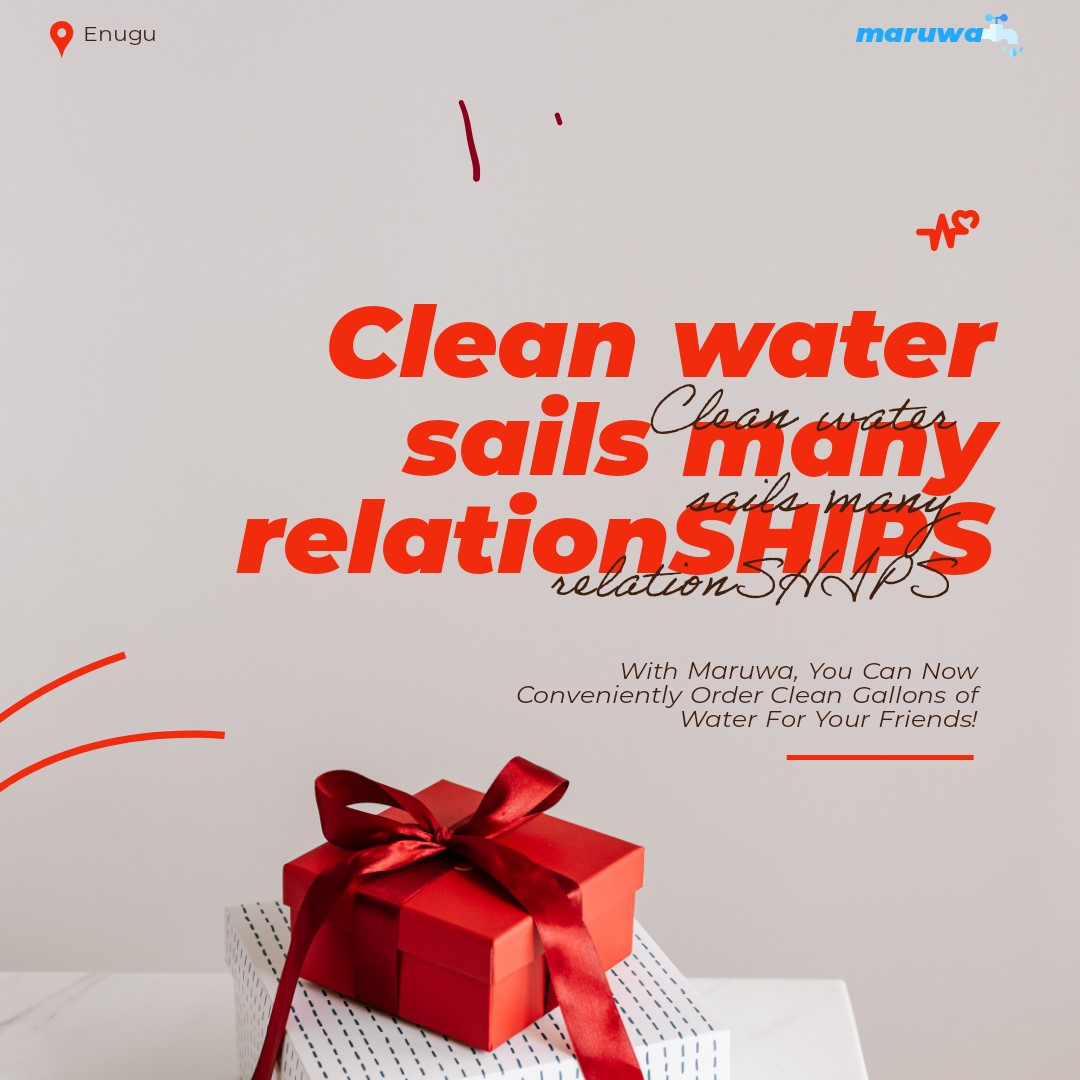 Enugu
maruwa
Clean water
sails many
relationSHIPS
Clean water
sails many
relationSHIPS
With Maruwa, You Can Now
Conveniently Order Clean Gallons of
Water For Your Friends!